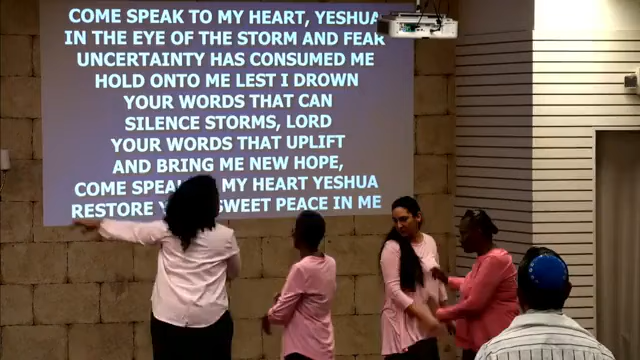 COME SPEAK TO MY HEART, YESHUA
IN THE EYE OF THE STORM AND FEAR
UNCERTAINTY HAS CONSUMED ME
HOLD ONTO ME LEST I DROWN
YOUR WORDS THAT CAN
SILENCE STORMS, LORD
YOUR WORDS THAT UPLIFT
AND BRING ME NEW HOPE,
COME MY HEART YESHUA
RESTORE SWEET PEACE IN ME